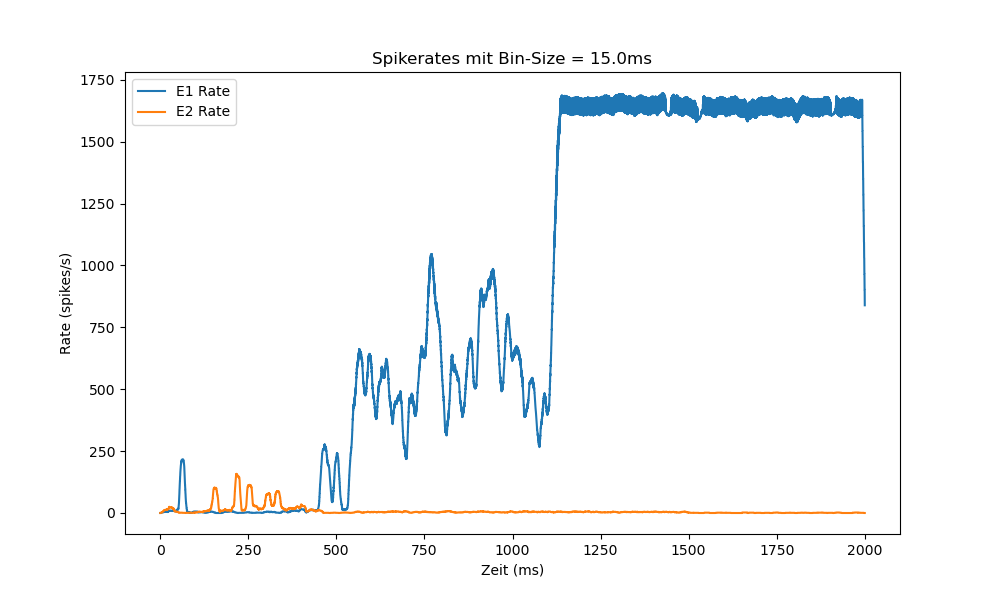 Spikerates mit Bin-Size = 15.0ms
E1 Rate
E2 Rate
1750
1500
1250
1000
750
500
250
0
Rate (spikes/s)
0 250 500 750 1000 1250 1500 1750 2000
Zeit (ms)